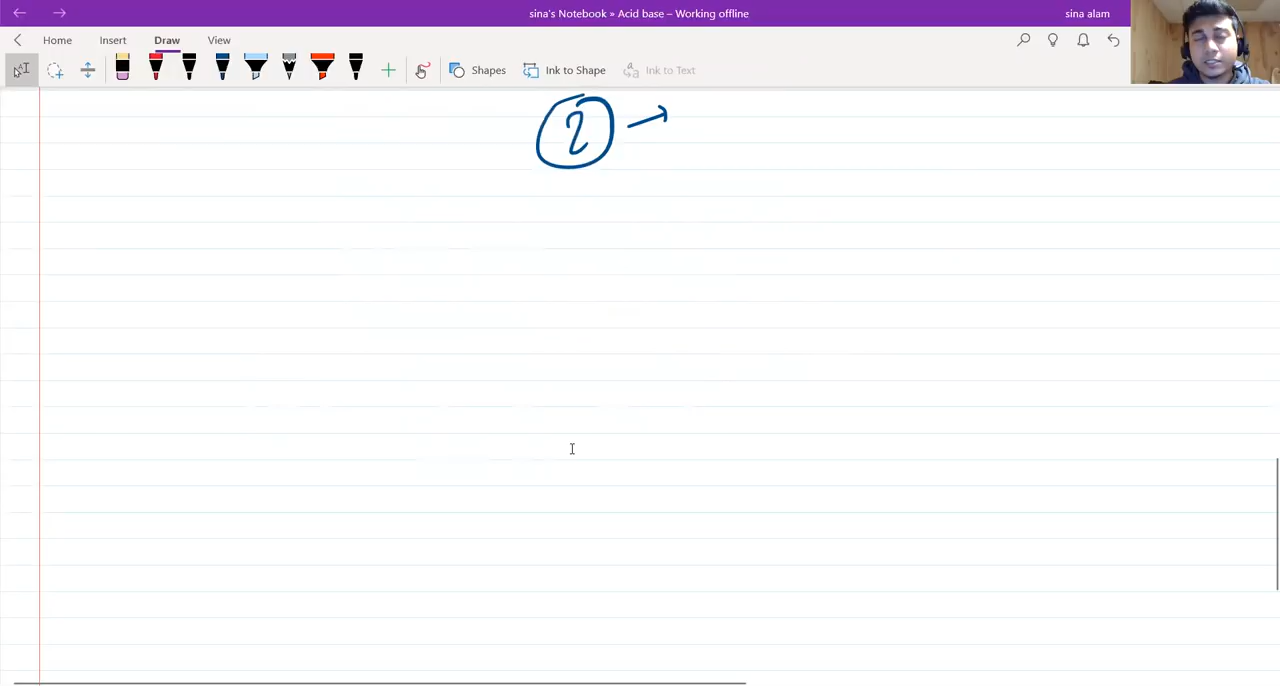 sina's Notebook » Acid base – Working offline
sina alam
Home Insert Draw View
Shapes Ink to Shape Ink to Text
2 →